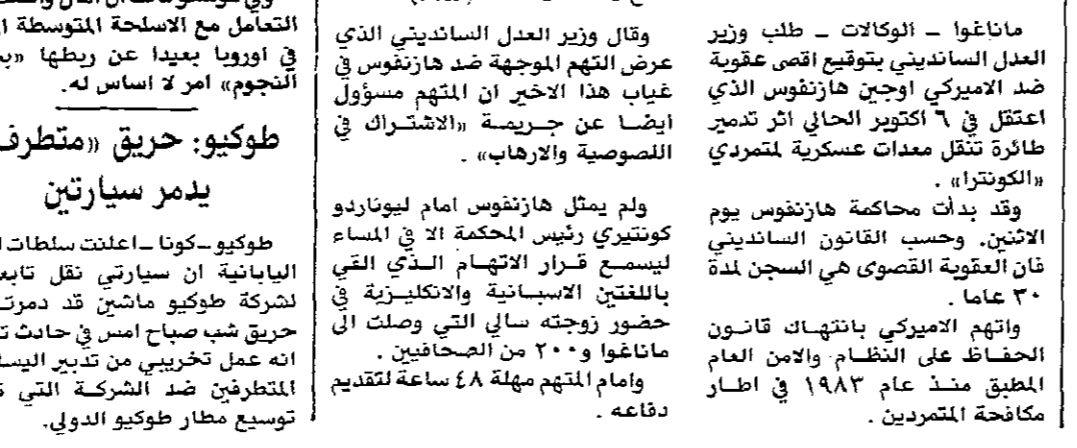 ماناغوا ــ الوكالات ــ طلب وزير
العدل السانديني بتوقيع اقصى عقوبة
ضد الاميركي اوجين هازنفوس الذي
اعتقل في ٦ اكتوبر الحالي اثر تدمير
طائرة تنقل معدات عسكرية لمتمردي
«الكونترا» .
وقد بدأت محاكمة هازنفوس يوم
الاثنين. وحسب القانون السانديني
فان العقوبة القصوى هي السجن لمدة
٣٠ عاما .
واتهم الاميركي بانتهاك قانون
الحفاظ على النظام والامن العام
المطبق منذ عام ١٩٨٣ في اطار
مكافحة المتمردين .
وقال وزير العدل السانديني الذي
عرض التهم الموجهة ضد هازنفوس في
غياب هذا الاخير ان المتهم مسؤول
ايضا عن جريمة «الاشتراك في
اللصوصية والارهاب» .
ولم يمثل هازنفوس امام ليوناردو
كونتيري رئيس المحكمة الا في المساء
ليسمع قرار الاتهام الذي القي
باللغتين الاسبانية والانكليزية في
حضور زوجته سالي التي وصلت الى
ماناغوا و٢٠٠ من الصحافيين .
وامام المتهم مهلة ٤٨ ساعة لتقديم
دفاعه .
التعامل مع الاسلحة المتوسطة
في اوروبا بعيدا عن ربطها
النجوم» امر لا اساس له.
طوكيو: حريق «متطرف
يدمر سيارتين
طوكيو ــ كونا ــ اعلنت سلطات
اليابانية ان سيارتي نقل
لشركة طوكيو ماشين قد
حريق شب صباح امس في حادث
انه عمل تخريبي من تدبير
المتطرفين ضد الشركة التي
توسيع مطار طوكيو الدولي.